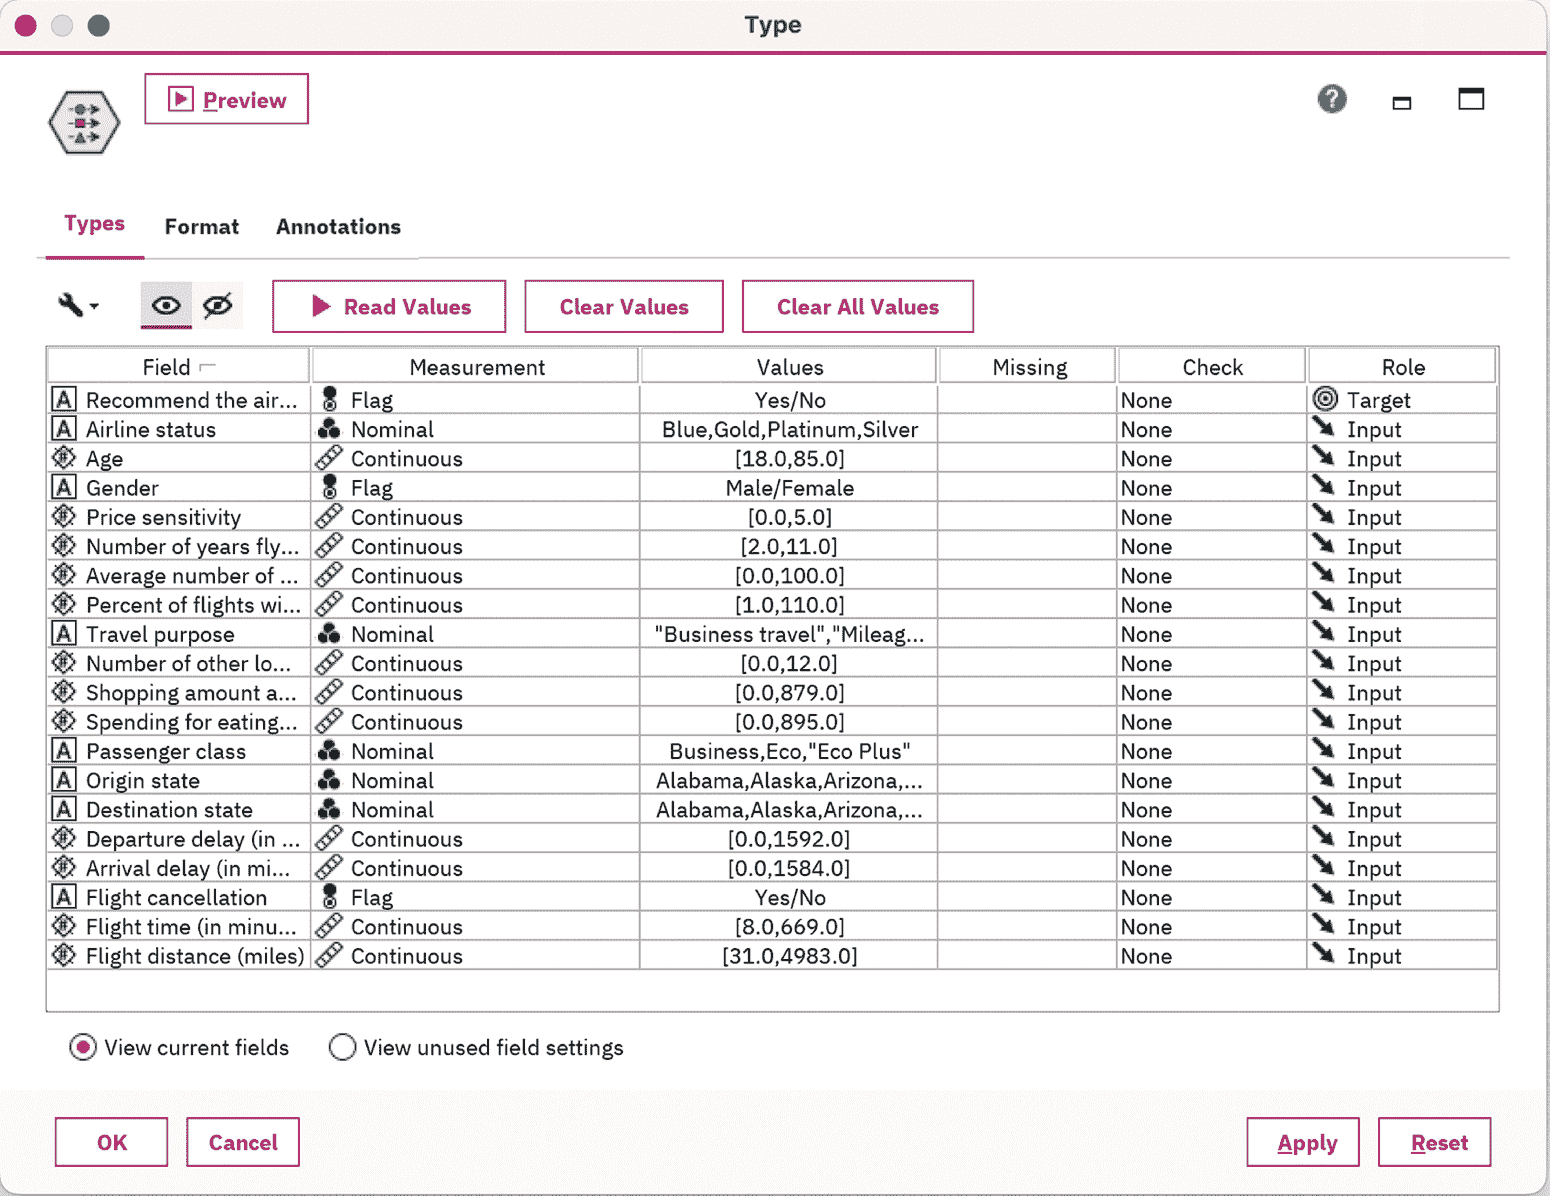 Type
Preview
Types Format Annotations
Read Values Clear Values Clear All Values
Field Measurement Values Missing Check Role
A Recommend the air... Flag Yes/No None Target
A Airline status Nominal Blue,Gold,Platinum,Silver None Input
# Age Continuous [18.0,85.0] None Input
A Gender Flag Male/Female None Input
# Price sensitivity Continuous [0.0,5.0] None Input
# Number of years fly... Continuous [2.0,11.0] None Input
# Average number of ... Continuous [0.0,100.0] None Input
# Percent of flights wi... Continuous [1.0,110.0] None Input
A Travel purpose Nominal "Business travel","Mileag... None Input
# Number of other lo... Continuous [0.0,12.0] None Input
# Shopping amount a... Continuous [0.0,879.0] None Input
# Spending for eating... Continuous [0.0,895.0] None Input
A Passenger class Nominal Business,Eco,"Eco Plus" None Input
A Origin state Nominal Alabama,Alaska,Arizona,... None Input
A Destination state Nominal Alabama,Alaska,Arizona,... None Input
# Departure delay (in ... Continuous [0.0,1592.0] None Input
# Arrival delay (in mi... Continuous [0.0,1584.0] None Input
A Flight cancellation Flag Yes/No None Input
# Flight time (in minu... Continuous [8.0,669.0] None Input
# Flight distance (miles) Continuous [31.0,4983.0] None Input
View current fields View unused field settings
OK Cancel Apply Reset